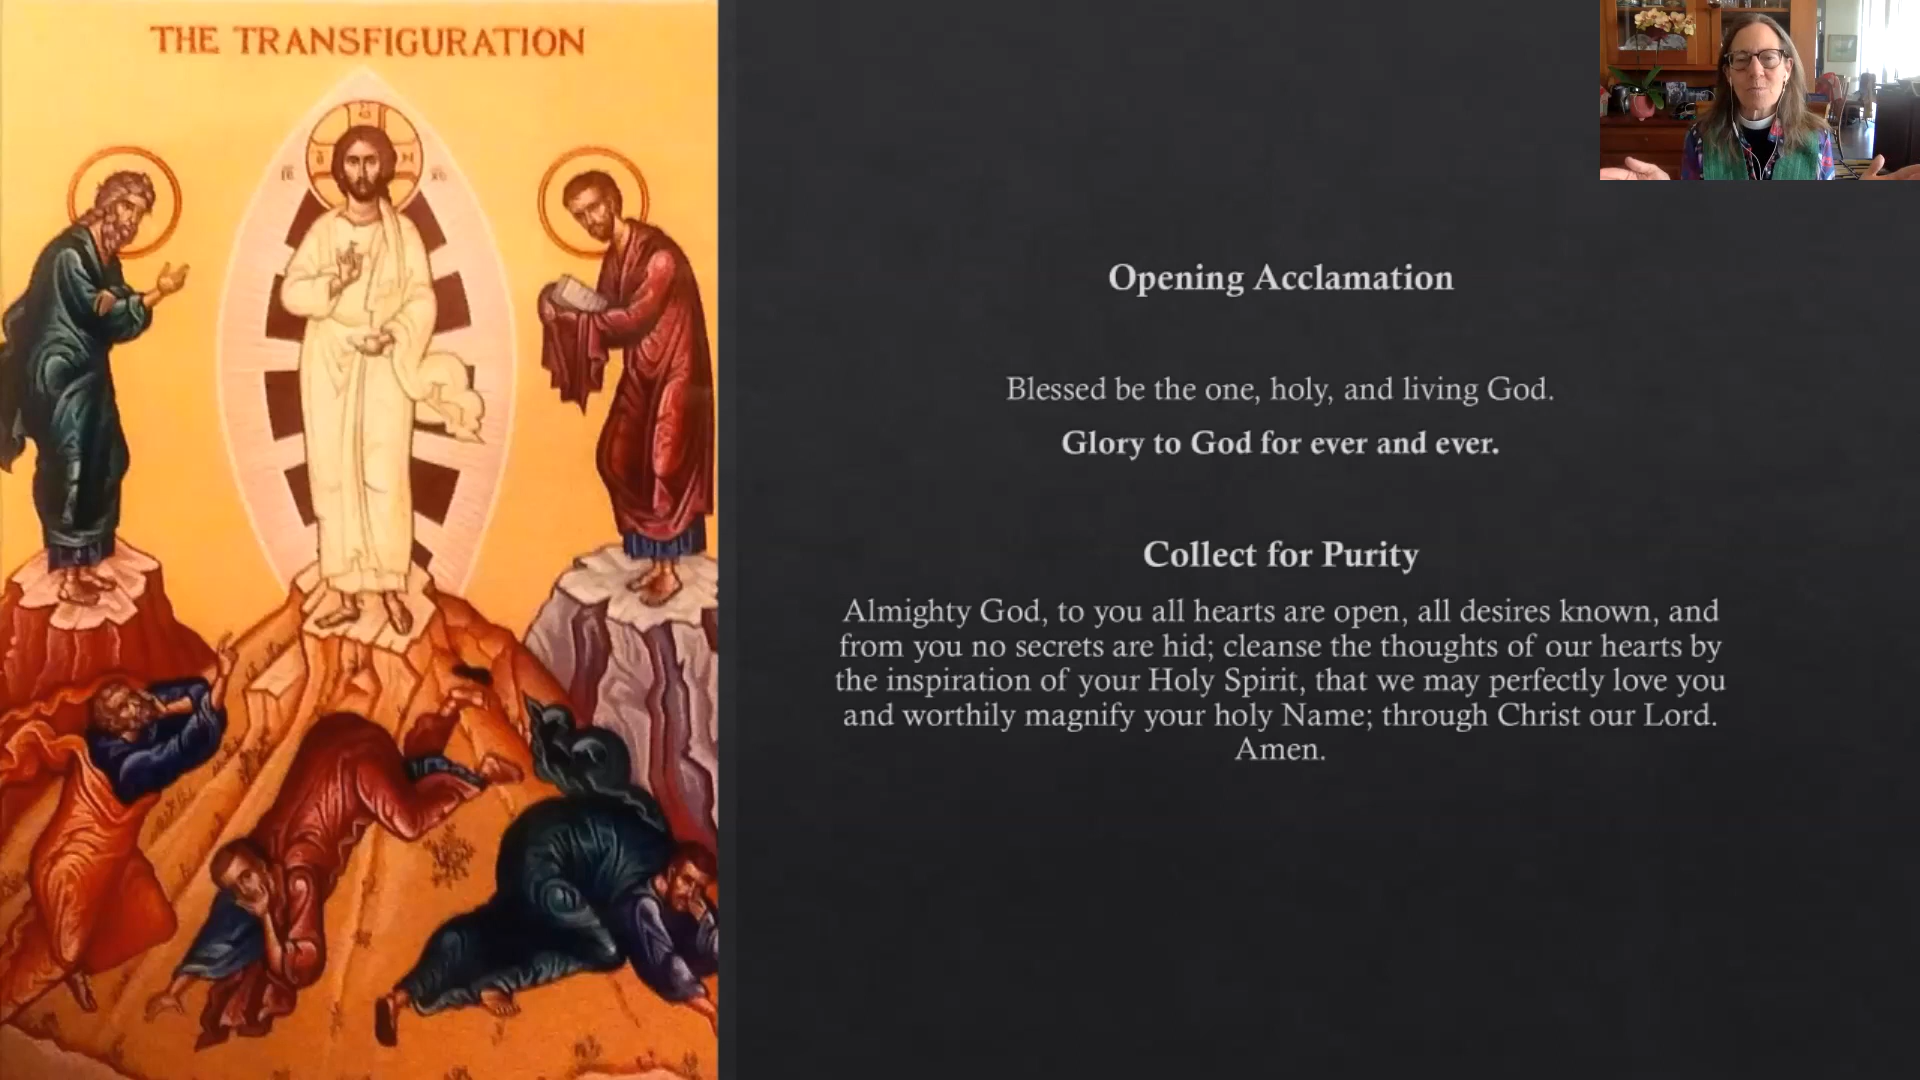 THE TRANSFIGURATION
Opening Acclamation
Blessed be the one, holy, and living God.
Glory to God for ever and ever.
Collect for Purity
Almighty God, to you all hearts are open, all desires known, and
from you no secrets are hid; cleanse the thoughts of our hearts by
the inspiration of your Holy Spirit, that we may perfectly love you
and worthily magnify your holy Name; through Christ our Lord.
Amen.